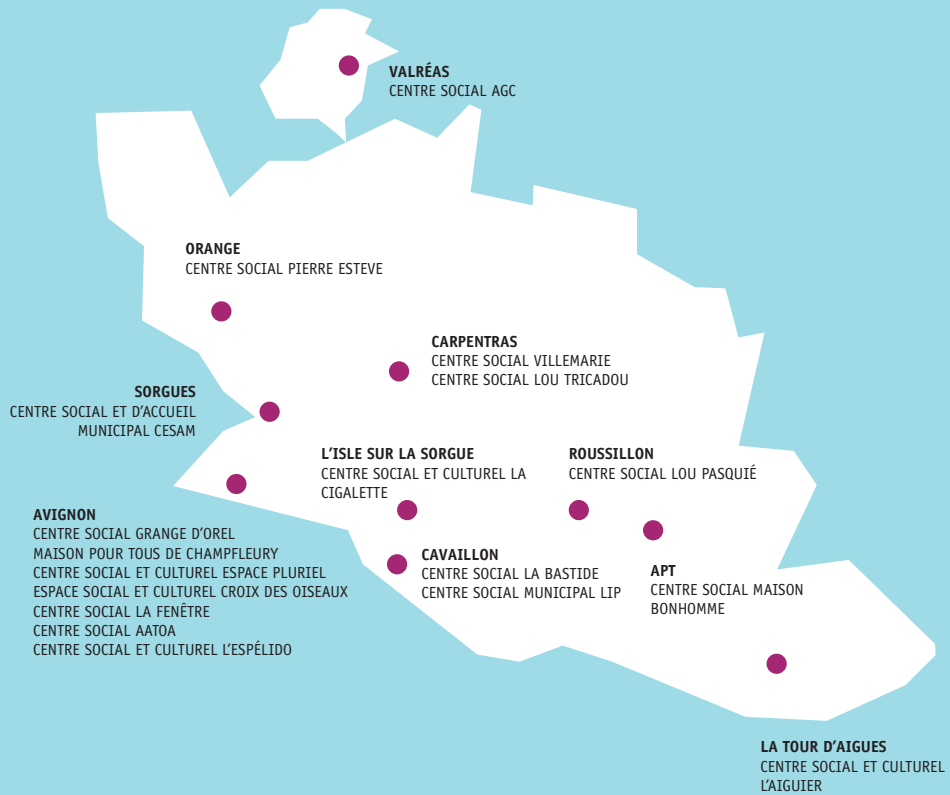 VALRÉAS
CENTRE SOCIAL AGC
ORANGE
CENTRE SOCIAL PIERRE ESTEVE
CARPENTRAS
CENTRE SOCIAL VILLEMARIE
CENTRE SOCIAL LOU TRICADOU
SORGUES
CENTRE SOCIAL ET D'ACCUEIL
MUNICIPAL CESAM
L'ISLE SUR LA SORGUE
CENTRE SOCIAL ET CULTUREL LA
CIGALETTE
ROUSSILLON
CENTRE SOCIAL LOU PASQUIÉ
AVIGNON
CENTRE SOCIAL GRANGE D'OREL
MAISON POUR TOUS DE CHAMPFLEURY
CENTRE SOCIAL ET CULTUREL ESPACE PLURIEL
ESPACE SOCIAL ET CULTUREL CROIX DES OISEAUX
CENTRE SOCIAL LA FENÊTRE
CENTRE SOCIAL AATOA
CENTRE SOCIAL ET CULTUREL L'ESPÉLIDO
CAVAILLON
CENTRE SOCIAL LA BASTIDE
CENTRE SOCIAL MUNICIPAL LIP
APT
CENTRE SOCIAL MAISON
BONHOMME
LA TOUR D'AIGUES
CENTRE SOCIAL ET CULTUREL
L'AIGUIER